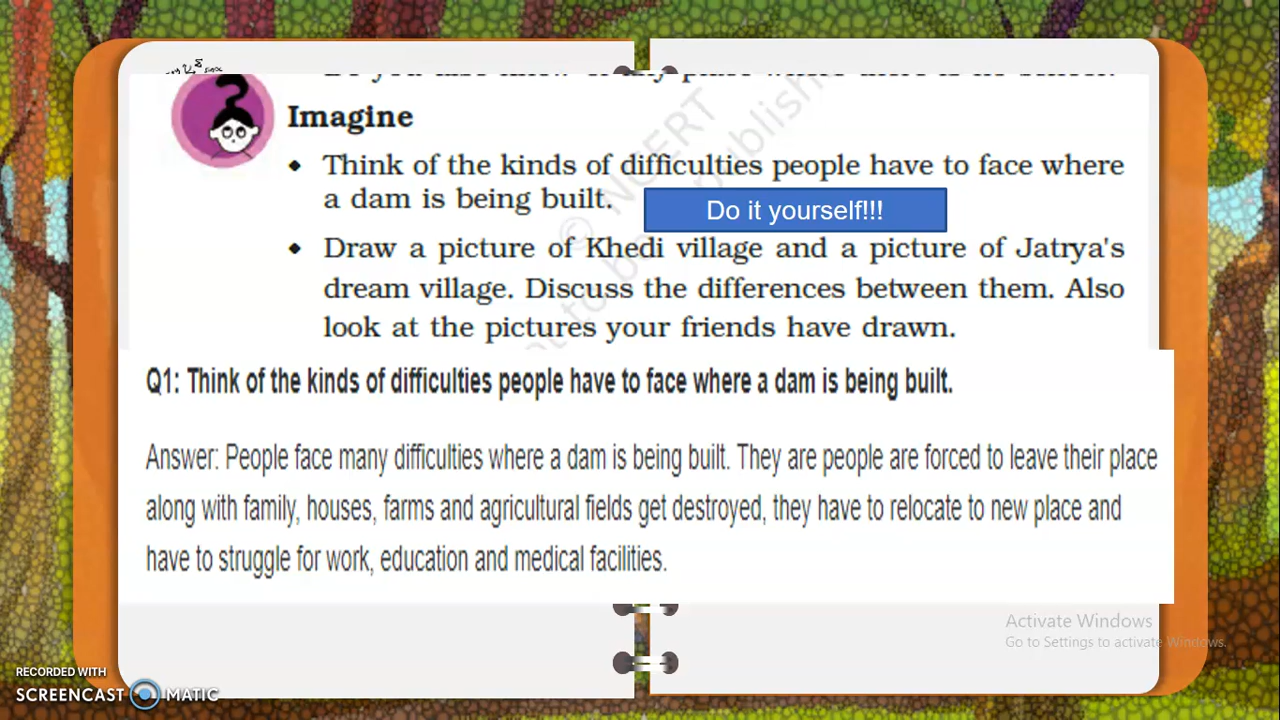 Imagine
• Think of the kinds of difficulties people have to face where
a dam is being built.
Do it yourself!!!
• Draw a picture of Khedi village and a picture of Jatrya's
dream village. Discuss the differences between them. Also
look at the pictures your friends have drawn.
© NCERT
Q1: Think of the kinds of difficulties people have to face where a dam is being built.
Answer: People face many difficulties where a dam is being built. They are people are forced to leave their place
along with family, houses, farms and agricultural fields get destroyed, they have to relocate to new place and
have to struggle for work, education and medical facilities.
Activate Windows
Go to Settings to activate Windows.
RECORDED WITH
SCREENCAST MATIC